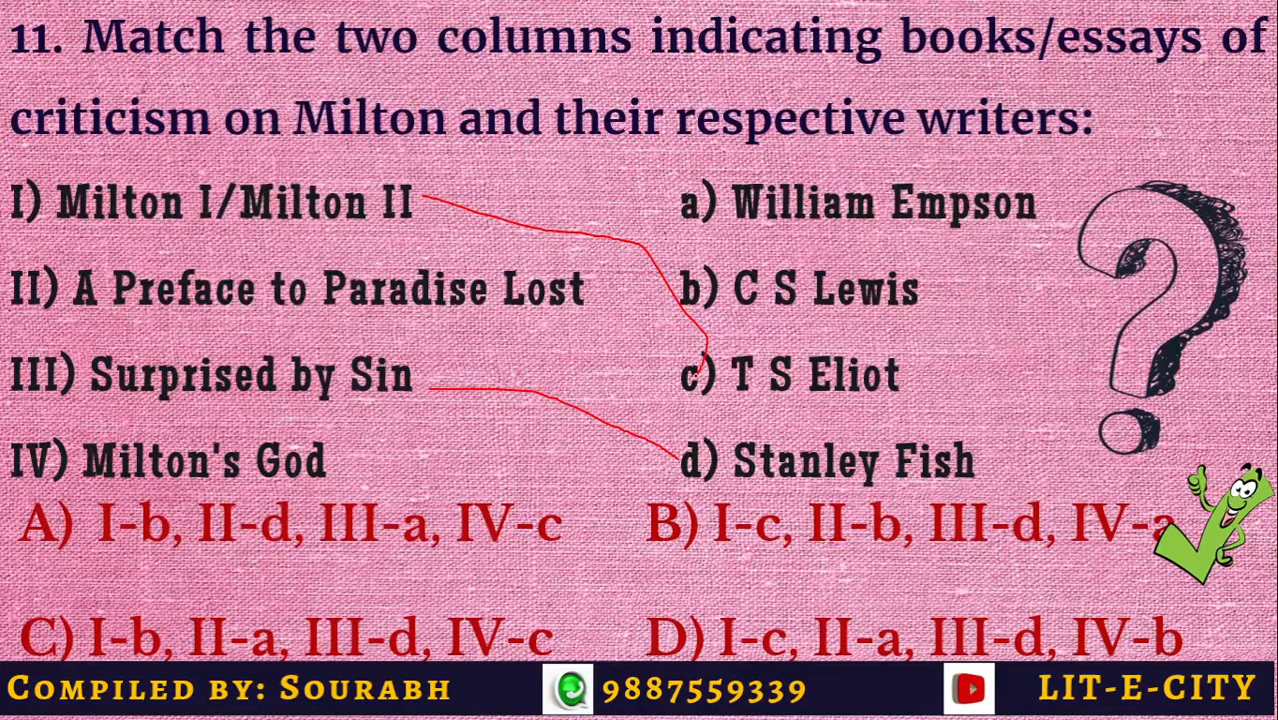 11. Match the two columns indicating books/essays of
criticism on Milton and their respective writers:
I) Milton I/Milton II
a) William Empson
II) A Preface to Paradise Lost
b) C S Lewis
III) Surprised by Sin
c) T S Eliot
IV) Milton's God
d) Stanley Fish
A) I-b, II-d, III-a, IV-c
B) I-c, II-b, III-d, IV-a
C) I-b, II-a, III-d, IV-c
D) I-c, II-a, III-d, IV-b
COMPILED BY: SOURABH
9887559339
LIT-E-CITY